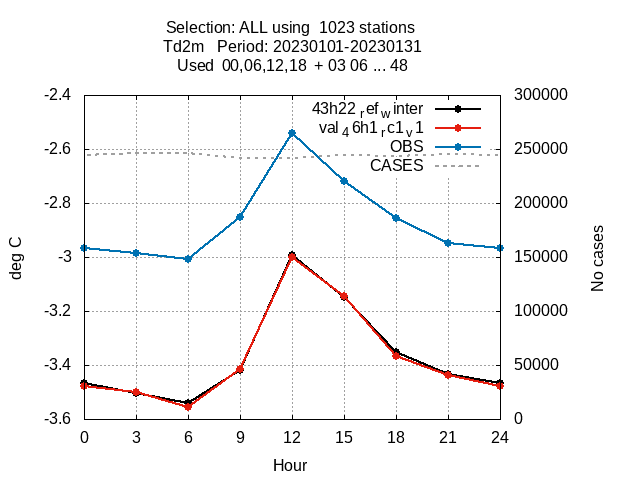 Selection: ALL using  1023 stations
Td2m   Period: 20230101-20230131
Used  00,06,12,18  + 03 06 ... 48
-2.4
-2.6
-2.8
-3
-3.2
-3.4
-3.6
deg C
300000
250000
200000
150000
100000
50000
0
No cases
43h22_ref_winter
val_46h1_rc1_v1
OBS
CASES
0 3 6 9 12 15 18 21 24
Hour